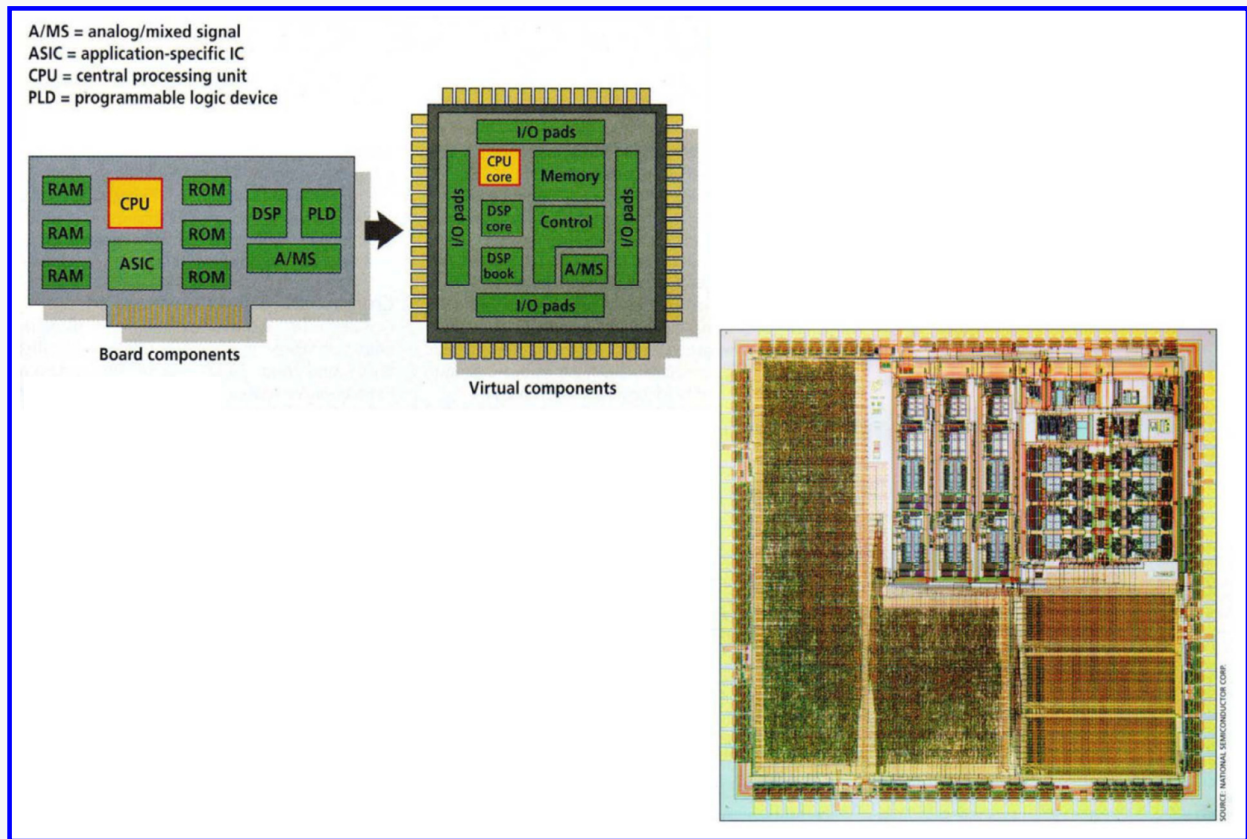 A/MS = analog/mixed signal
ASIC = application-specific IC
CPU = central processing unit
PLD = programmable logic device
RAM
CPU
ROM
DSP
PLD
RAM
ROM
ASIC
A/MS
RAM
ROM
Board components
I/O pads
I/O pads
CPU
core
Memory
I/O pads
DSP
core
Control
DSP
book
A/MS
I/O pads
Virtual components
SOURCE: NATIONAL SEMICONDUCTOR CORP.